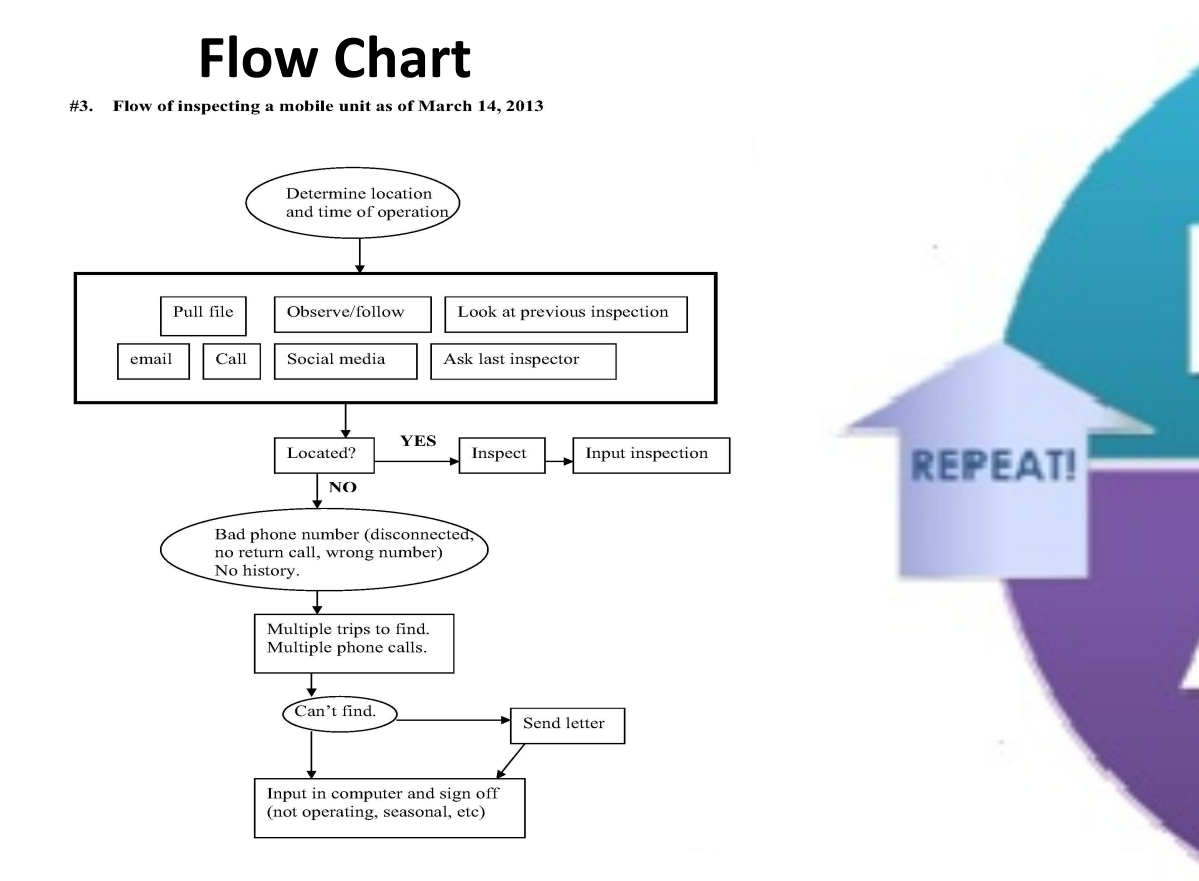 Flow Chart
#3. Flow of inspecting a mobile unit as of March 14, 2013
Determine location
and time of operation
Pull file
Observe/follow
Look at previous inspection
email
Call
Social media
Ask last inspector
Located?
YES
Inspect
Input inspection
NO
Bad phone number (disconnected,
no return call, wrong number)
No history.
Multiple trips to find.
Multiple phone calls.
Can't find.
Send letter
Input in computer and sign off
(not operating, seasonal, etc)
REPEAT!